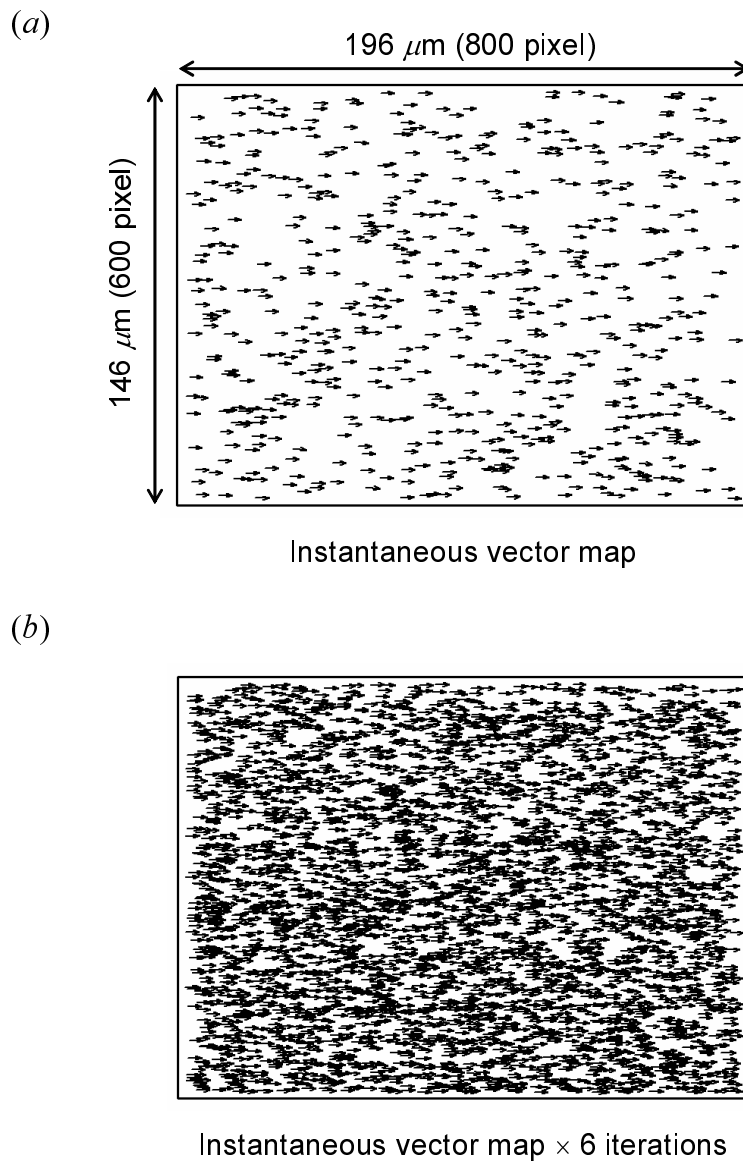 (a)
196 μm (800 pixel)
146 μm (600 pixel)
Instantaneous vector map
(b)
Instantaneous vector map × 6 iterations